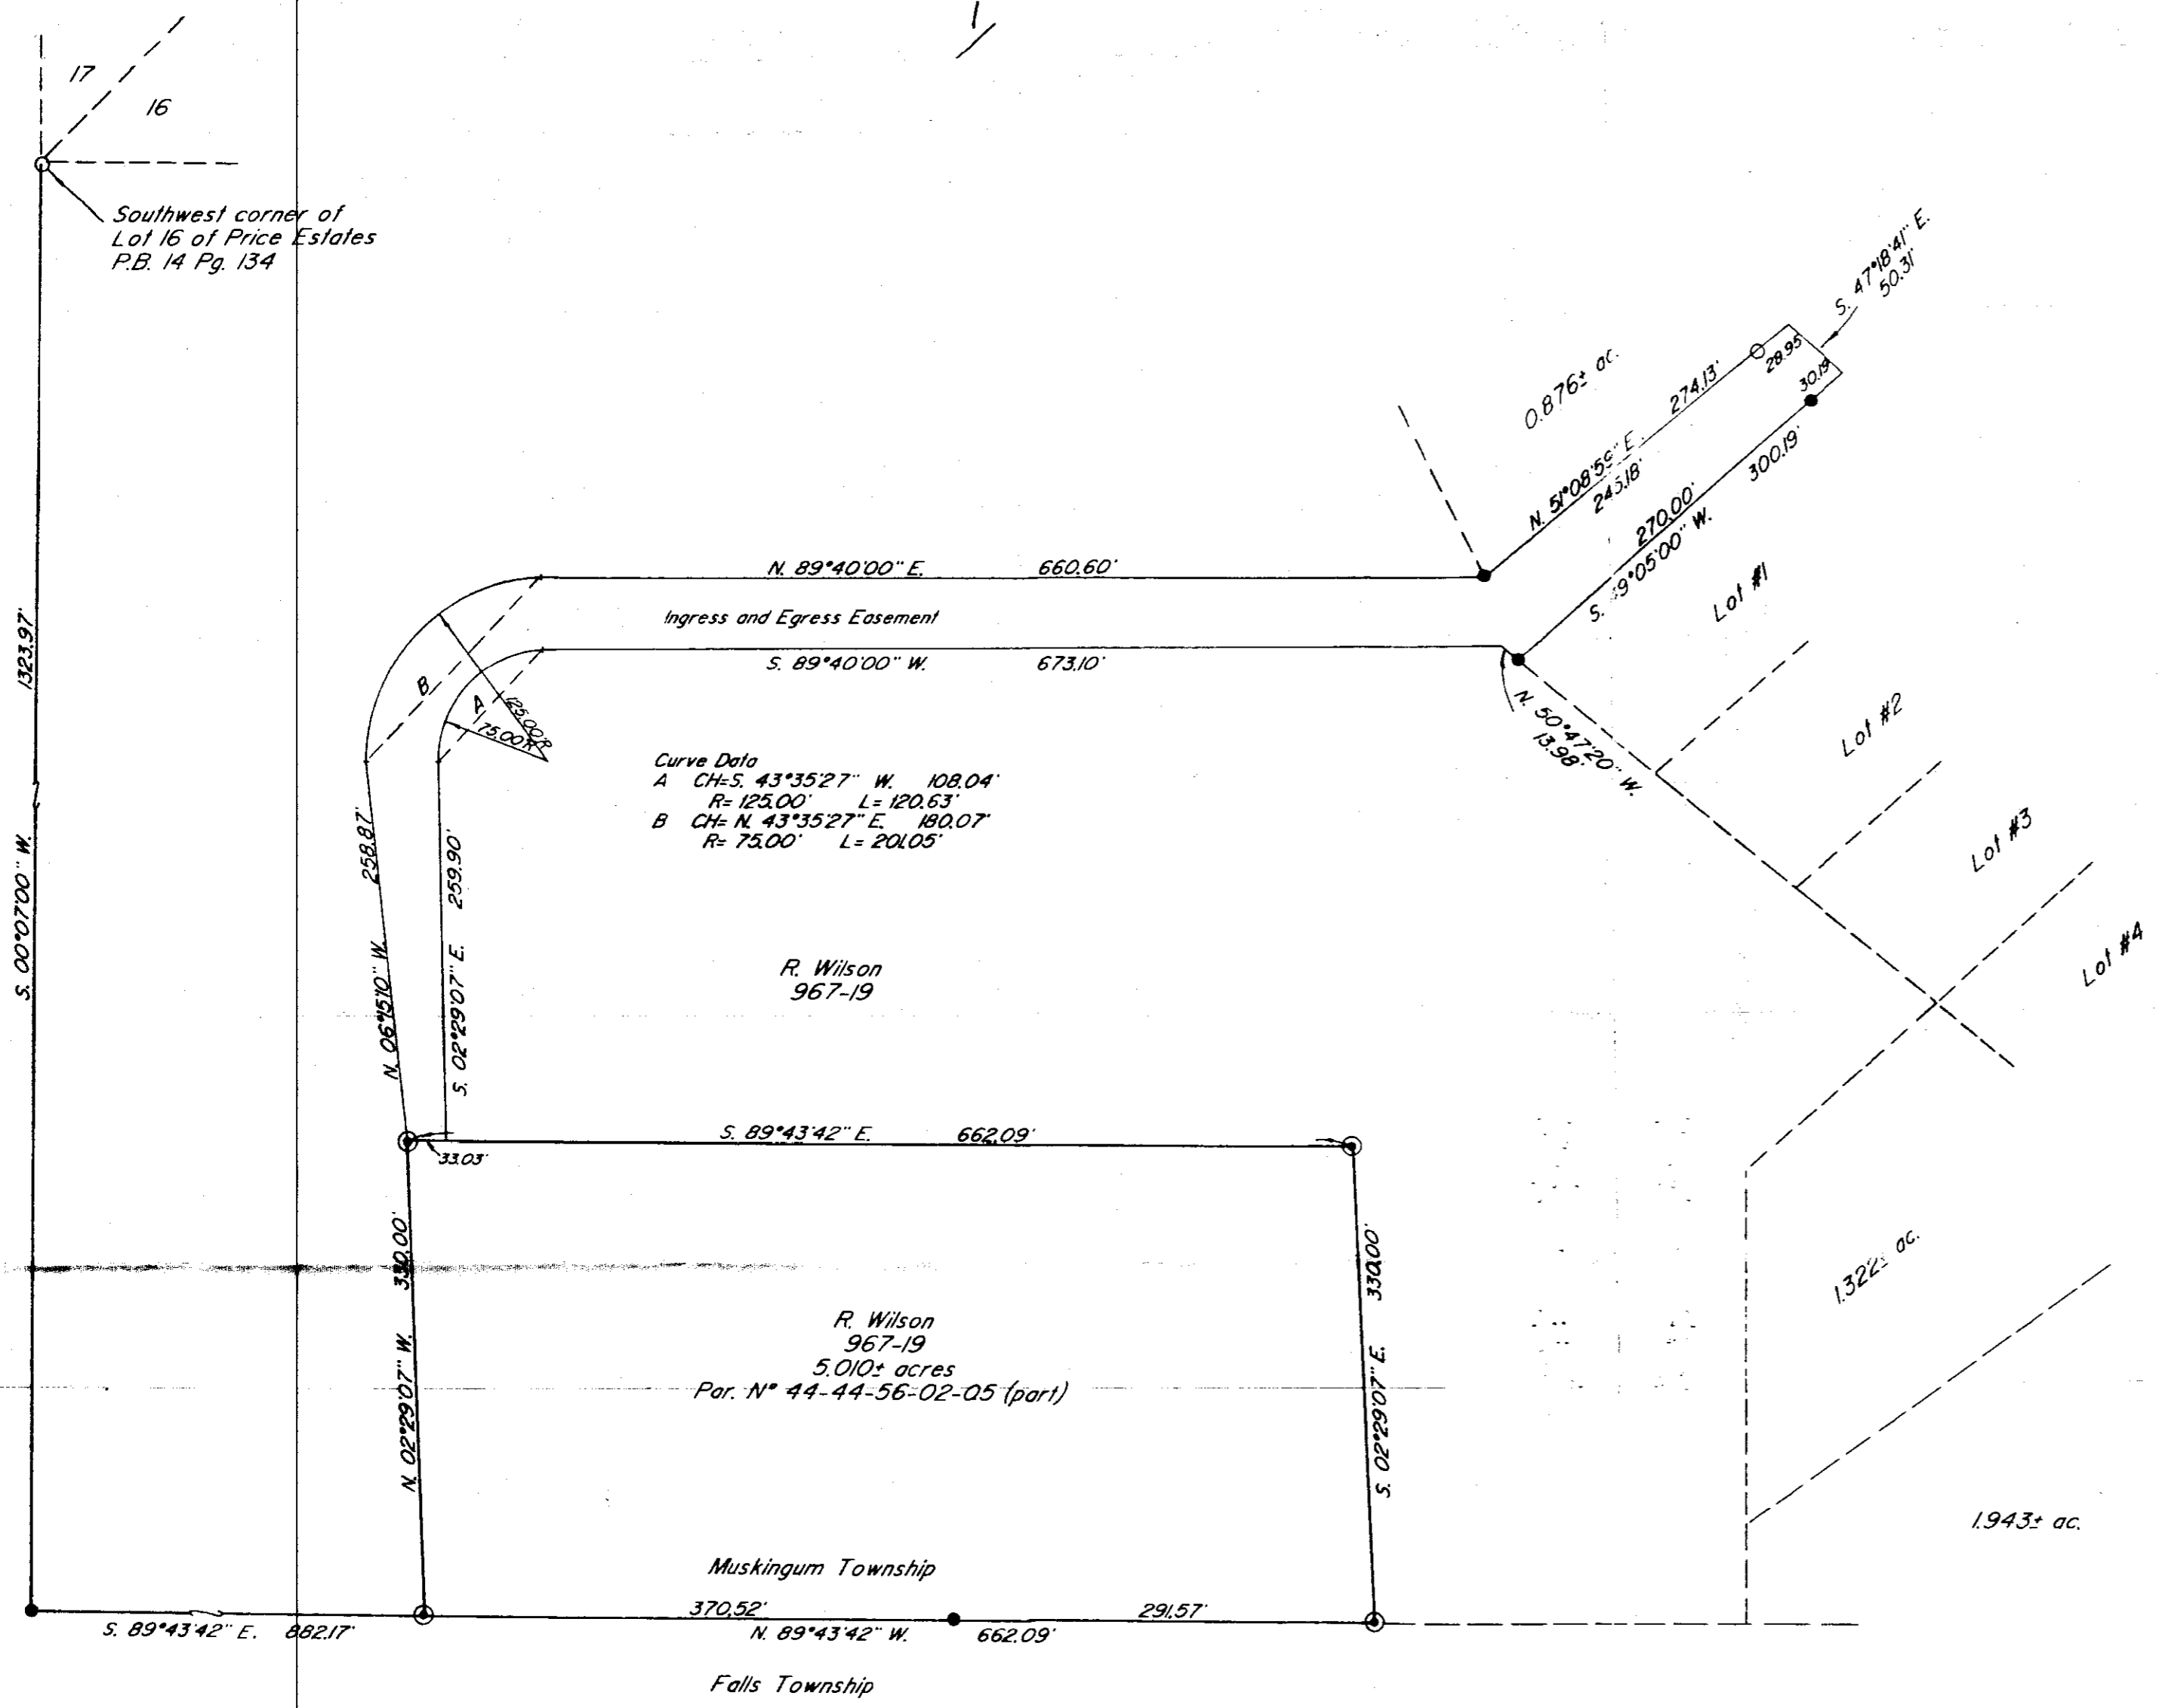 17
16
Southwest corner of
Lot 16 of Price Estates
P.B. 14 Pg. 134
S. 47°18'41" E.
50.31'
0.876± ac.
274.13'
28.95
30.19
N. 51°08'59" E.
245.18'
300.19'
270.00'
S. 49°05'00" W.
N. 89°40'00" E. 660.60'
Ingress and Egress Easement
S. 89°40'00" W. 673.10'
Lot #1
Lot #2
Lot #3
Lot #4
N. 50°47'20" W.
13.98'
B
A
125.00'R
75.00'R
Curve Data
A CH=S. 43°35'27" W. 108.04'
R= 125.00' L= 120.63'
B CH= N. 43°35'27" E. 180.07'
R= 75.00' L= 201.05'
S. 00°07'00" W. 1323.97'
N. 06°15'10" W. 258.87'
S. 02°29'07" E. 259.90'
R. Wilson
967-19
S. 89°43'42" E. 662.09'
33.03'
N. 02°29'07" W. 330.00'
S. 02°29'07" E. 330.00'
R. Wilson
967-19
5.010± acres
Par. Nº 44-44-56-02-05 (part)
1.322± ac.
1.943± ac.
Muskingum Township
370.52' 291.57'
S. 89°43'42" E. 882.17'
N. 89°43'42" W. 662.09'
Falls Township